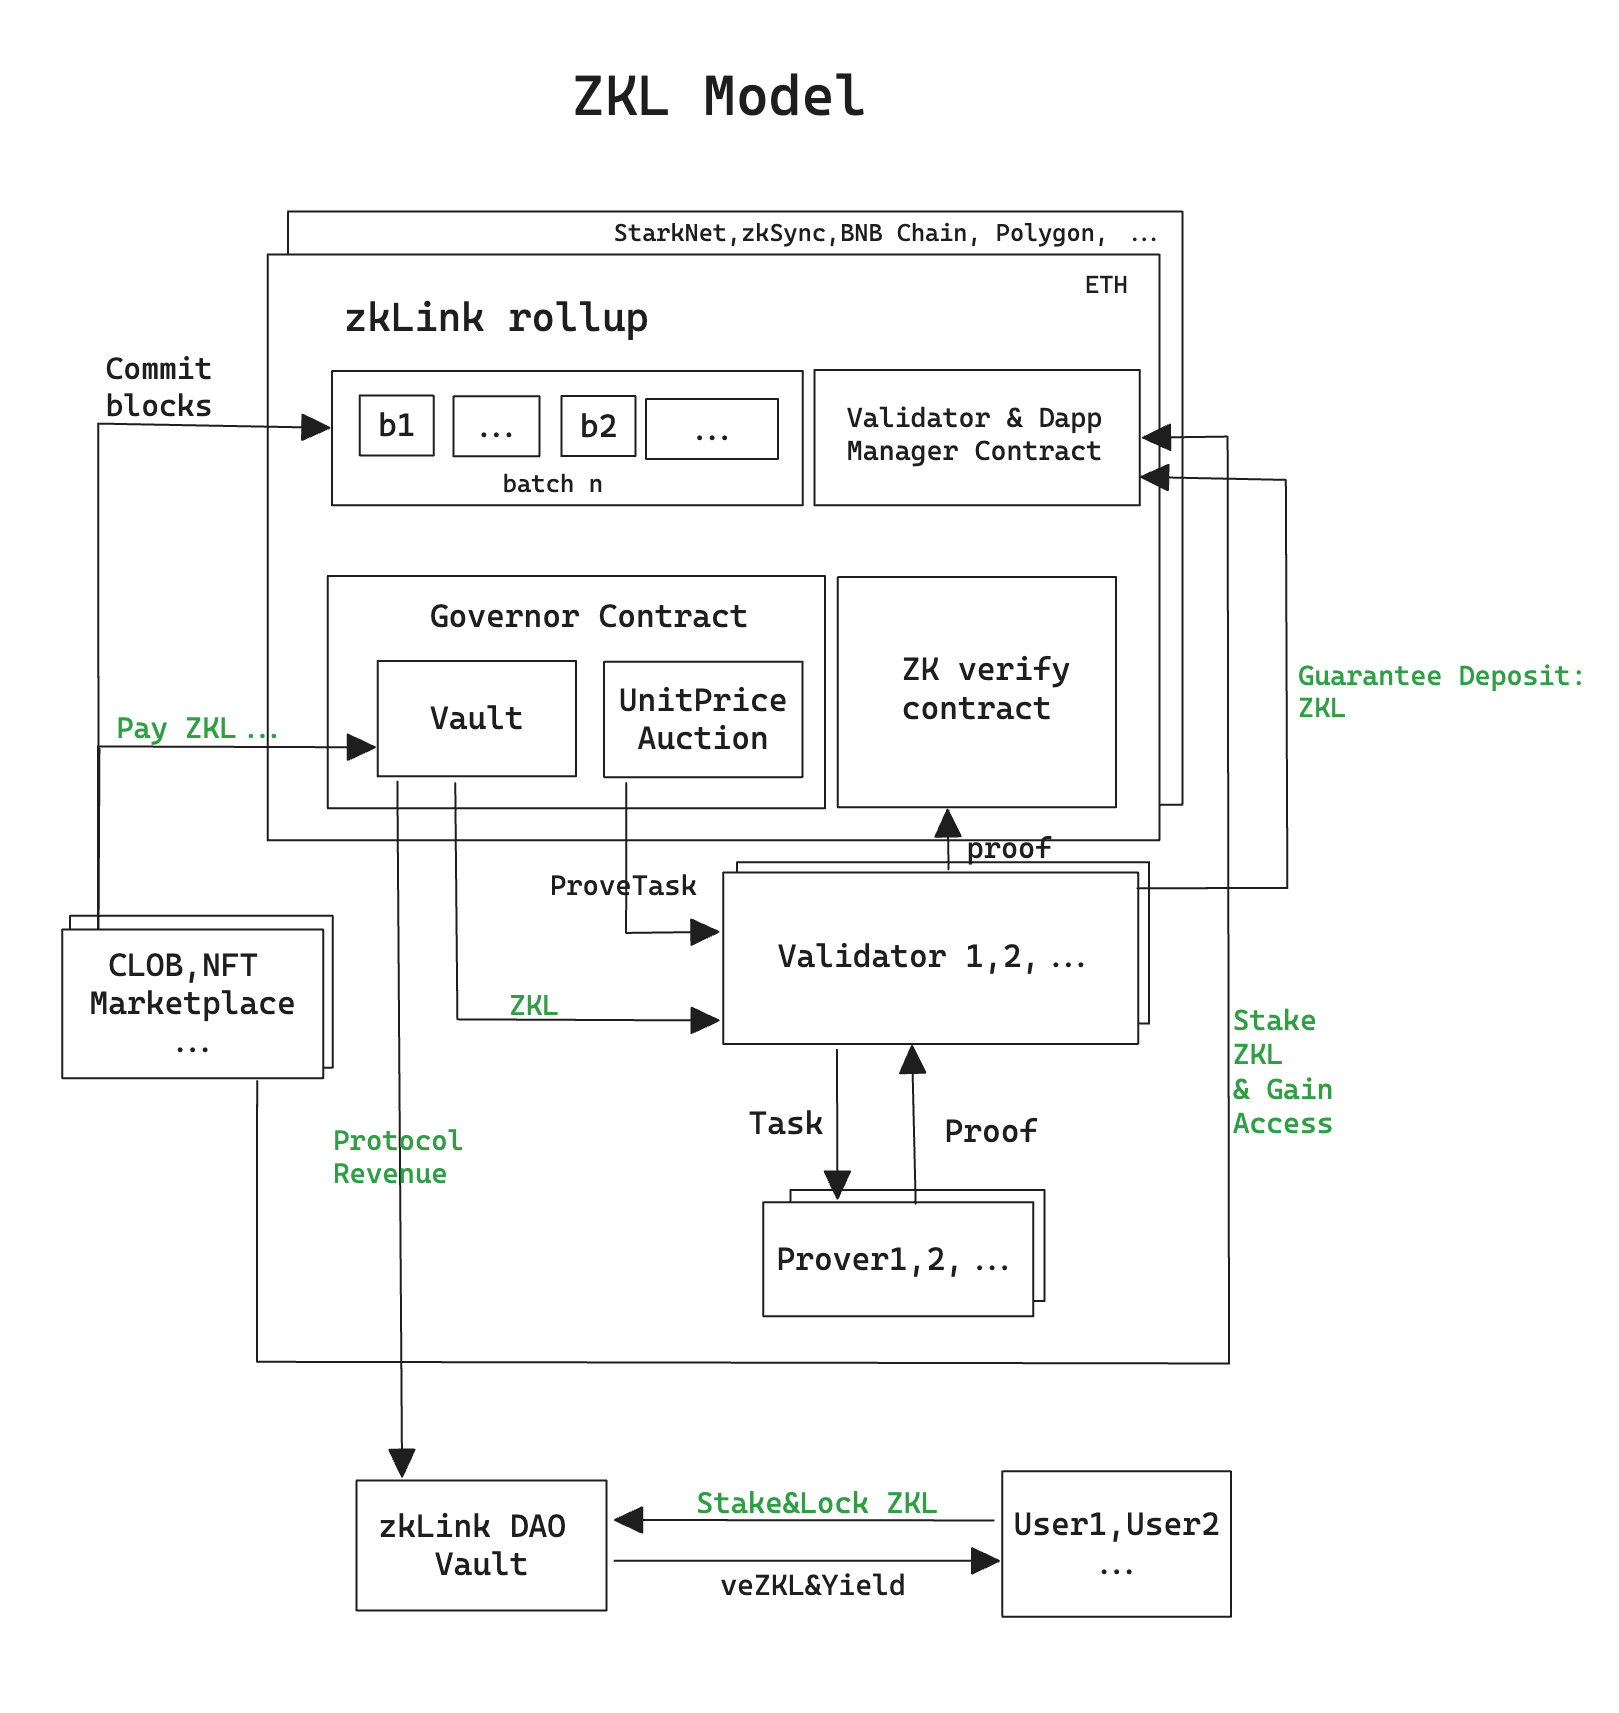 ZKL Model
StarkNet,zkSync,BNB Chain, Polygon, ...
ETH
zkLink rollup
Commit
blocks
b1
...
b2
...
batch n
Validator & Dapp
Manager Contract
Governor Contract
Vault
UnitPrice
Auction
ZK verify
contract
Guarantee Deposit:
ZKL
Pay ZKL ...
proof
ProveTask
Validator 1,2, ...
CLOB,NFT
Marketplace
...
ZKL
Stake
ZKL
& Gain
Access
Task
Proof
Protocol
Revenue
Prover1,2, ...
zkLink DAO
Vault
Stake&Lock ZKL
veZKL&Yield
User1,User2
...